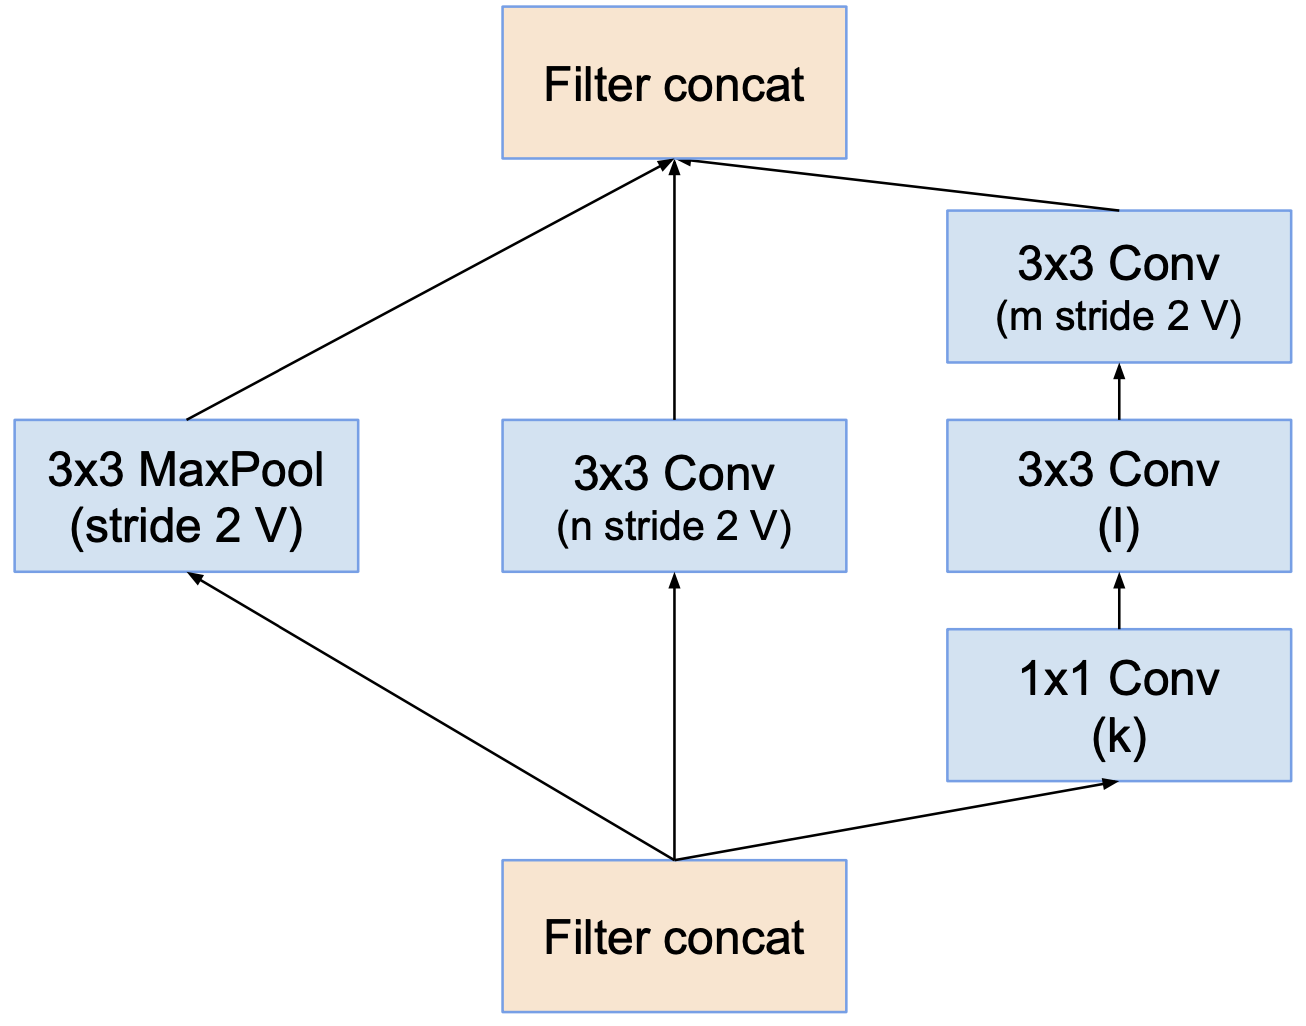 Filter concat
3x3 Conv
(m stride 2 V)
3x3 MaxPool
(stride 2 V)
3x3 Conv
(n stride 2 V)
3x3 Conv
(l)
1x1 Conv
(k)
Filter concat